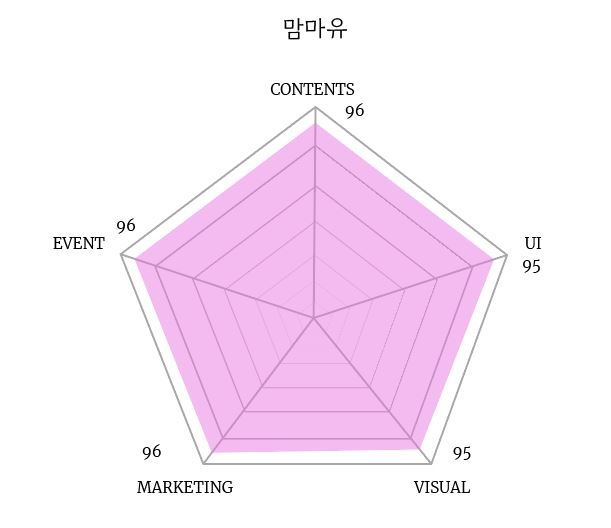 맘마유
CONTENTS
96
96
EVENT
UI
95
96
95
MARKETING
VISUAL